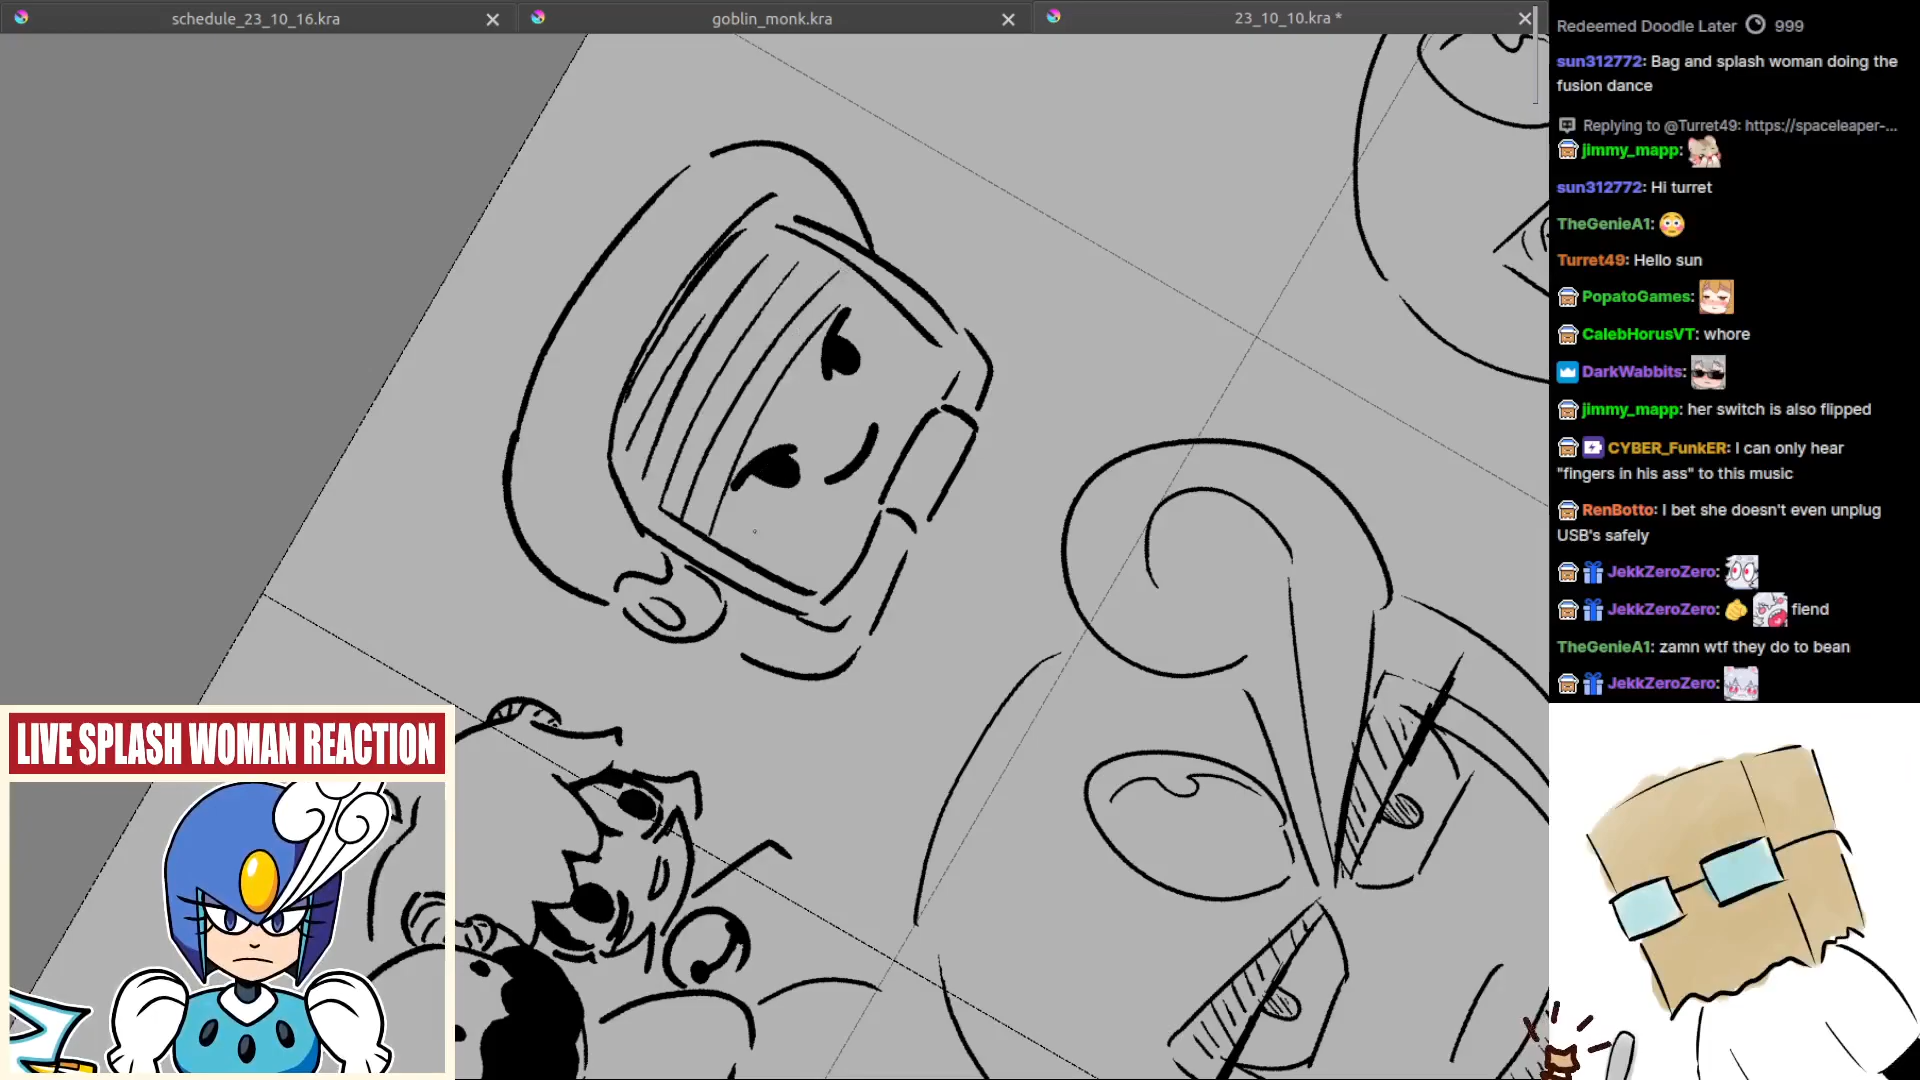 schedule_23_10_16.kra
goblin_monk.kra
23_10_10.kra *
Redeemed Doodle Later 999
sun312772: Bag and splash woman doing the
fusion dance
Replying to @Turret49: https://spaceleaper-...
jimmy_mapp:
sun312772: Hi turret
TheGenieA1:
Turret49: Hello sun
PopatoGames:
CalebHorusVT: whore
DarkWabbits:
jimmy_mapp: her switch is also flipped
CYBER_FunkER: I can only hear
"fingers in his ass" to this music
RenBotto: I bet she doesn't even unplug
USB's safely
JekkZeroZero:
JekkZeroZero: fiend
TheGenieA1: zamn wtf they do to bean
JekkZeroZero:
LIVE SPLASH WOMAN REACTION